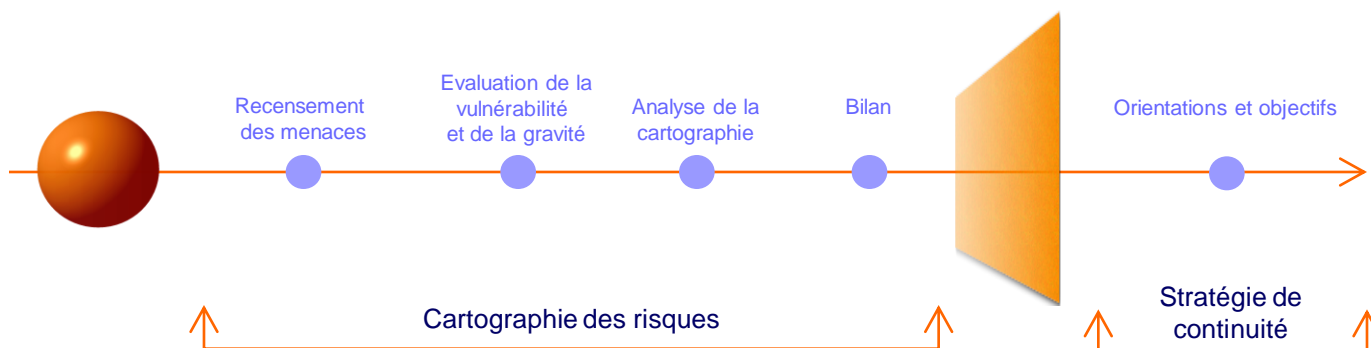 Recensement
des menaces
Evaluation de la
vulnérabilité
et de la gravité
Analyse de la
cartographie
Bilan
Orientations et objectifs
Cartographie des risques
Stratégie de
continuité